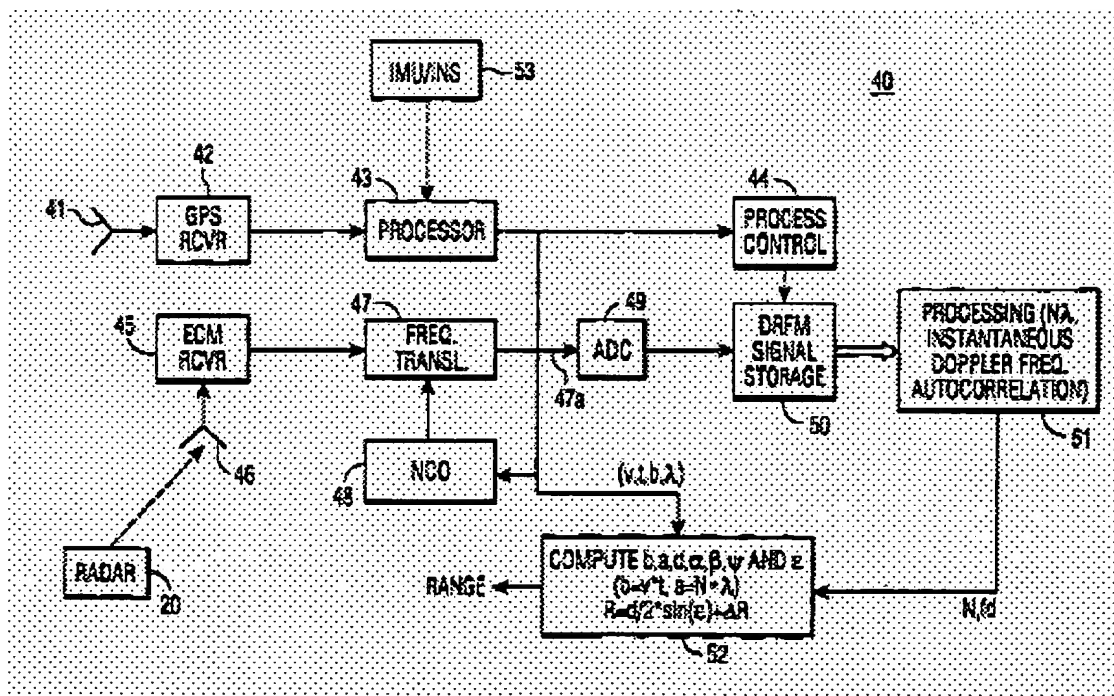 IMU/INS
53
40
42
43
44
41
GPS
RCVR
PROCESSOR
PROCESS
CONTROL
45
47
49
ECM
RCVR
FREQ.
TRANSL.
ADC
DRFM
SIGNAL
STORAGE
PROCESSING (Nλ,
INSTANTANEOUS
DOPPLER FREQ.
AUTOCORRELATION)
47a
50
51
46
48
NCO
(v,t,b,λ)
RADAR
20
RANGE
COMPUTE b,a,d,α,β,ψ AND ε
(b=v*t, a=N*λ)
R=d/2*sin(ε)+ΔR
N,fd
52